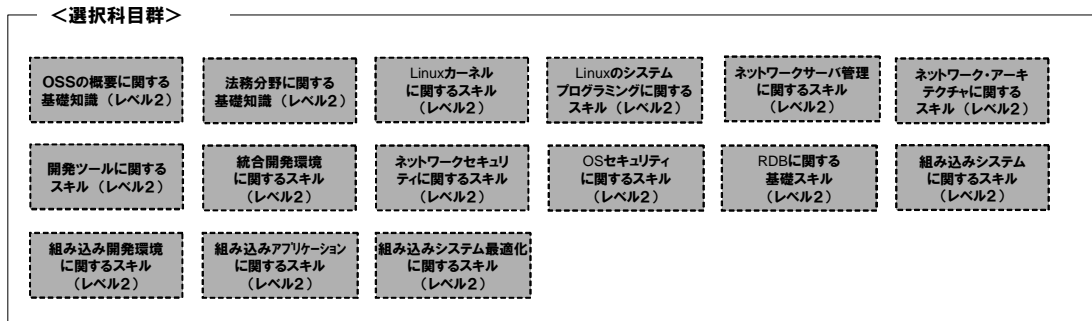 ＜選択科目群＞
OSSの概要に関する
基礎知識（レベル2）
法務分野に関する
基礎知識（レベル2）
Linuxカーネル
に関するスキル
（レベル2）
Linuxのシステム
プログラミングに関する
スキル（レベル2）
ネットワークサーバ管理
に関するスキル
（レベル2）
ネットワーク・アーキ
テクチャに関する
スキル（レベル2）
開発ツールに関する
スキル（レベル2）
統合開発環境
に関するスキル
（レベル2）
ネットワークセキュリ
ティに関するスキル
（レベル2）
OSセキュリティ
に関するスキル
（レベル2）
RDBに関する
基礎スキル
（レベル2）
組み込みシステム
に関するスキル
（レベル2）
組み込み開発環境
に関するスキル
（レベル2）
組み込みアプリケーション
に関するスキル
（レベル2）
組み込みシステム最適化
に関するスキル
（レベル2）